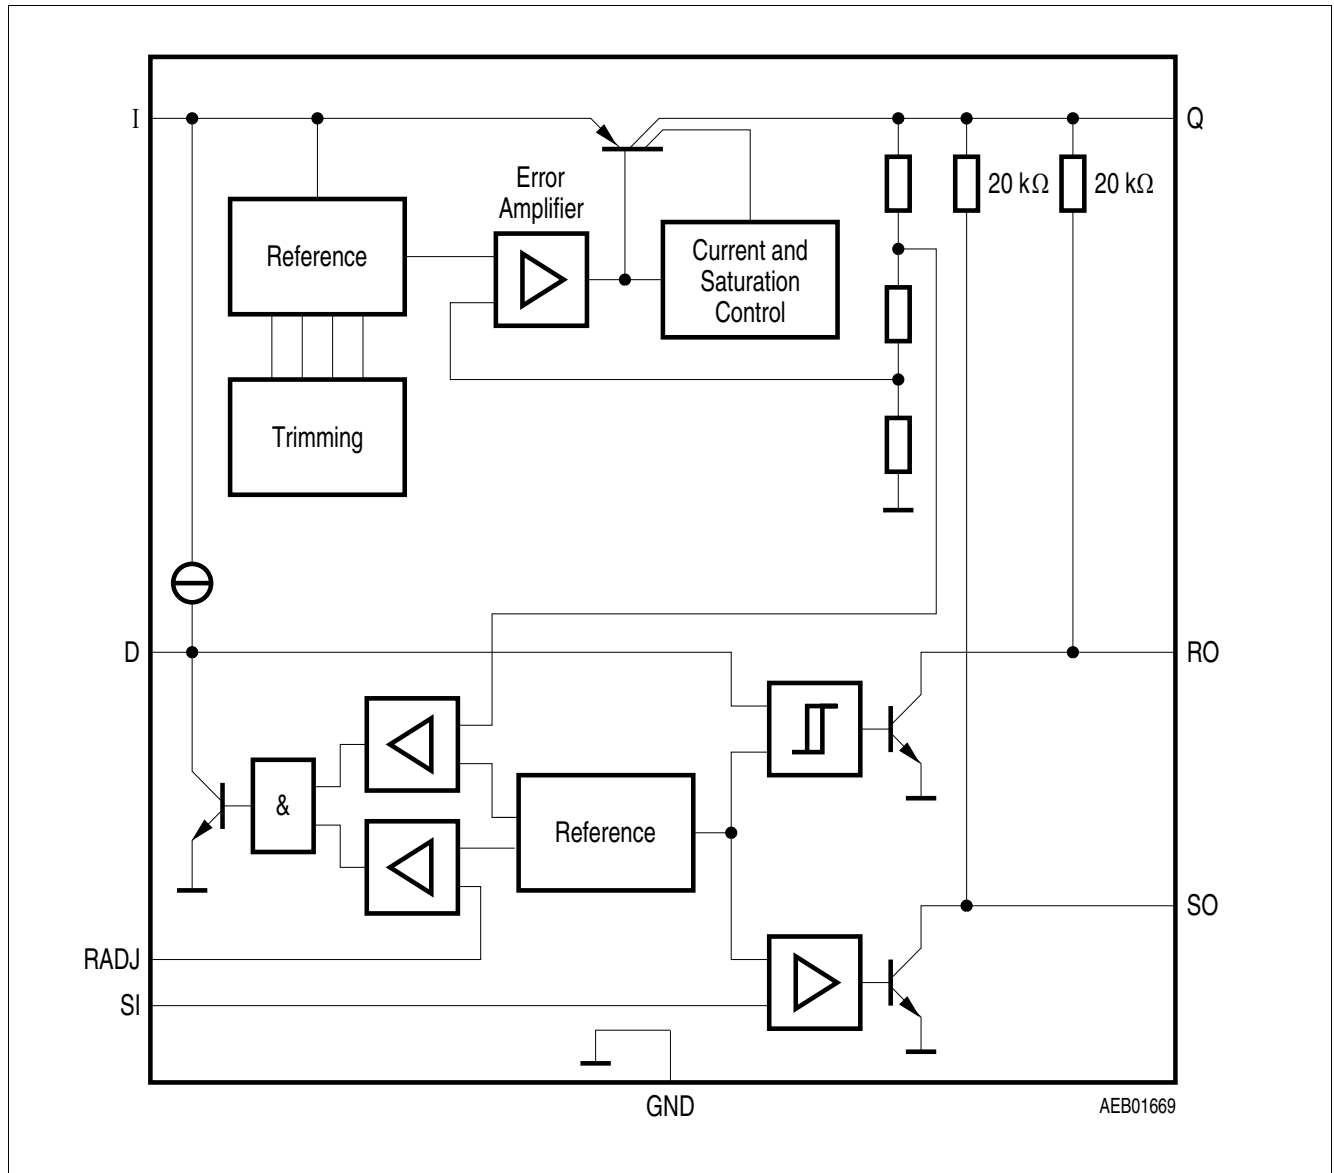 I
Q
Error
Amplifier
20 kΩ
20 kΩ
Reference
Current and
Saturation
Control
Trimming
D
RO
&
Reference
SO
RADJ
SI
GND
AEB01669